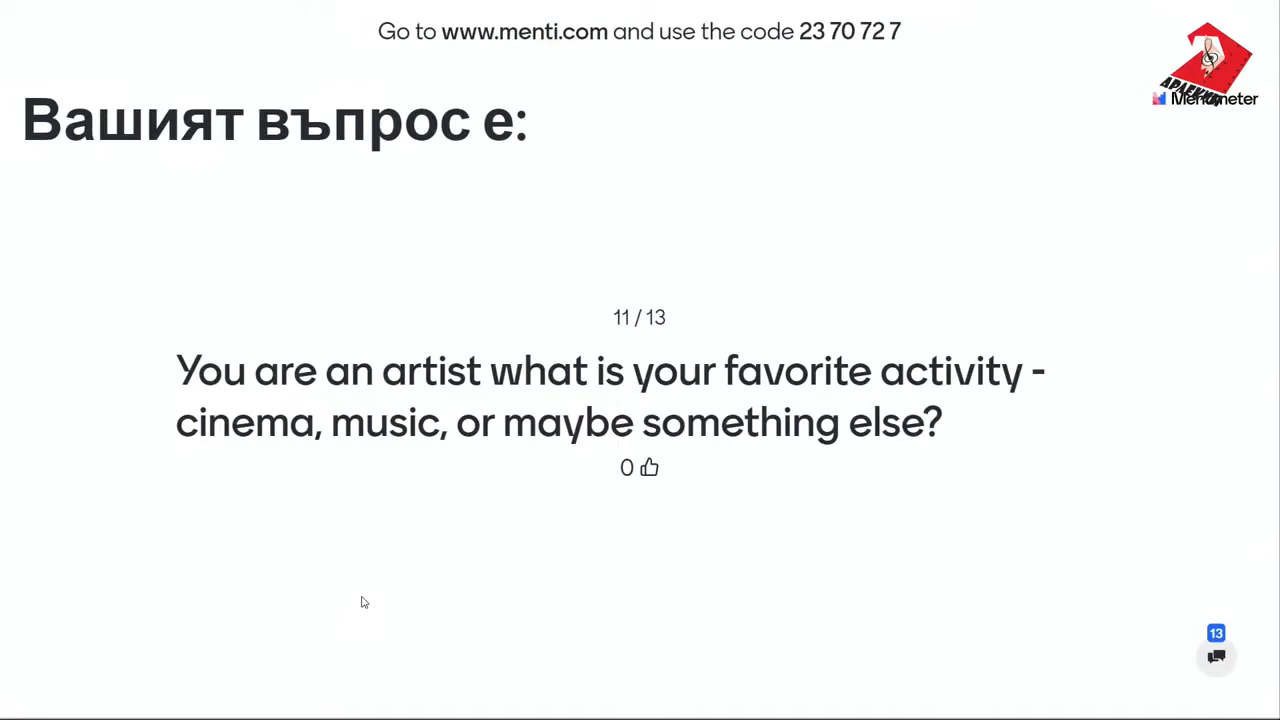 Go to www.menti.com and use the code 23 70 72 7
АРЛЕКИН
Mentimeter
Вашият въпрос е:
11 / 13
You are an artist what is your favorite activity -
cinema, music, or maybe something else?
0
13